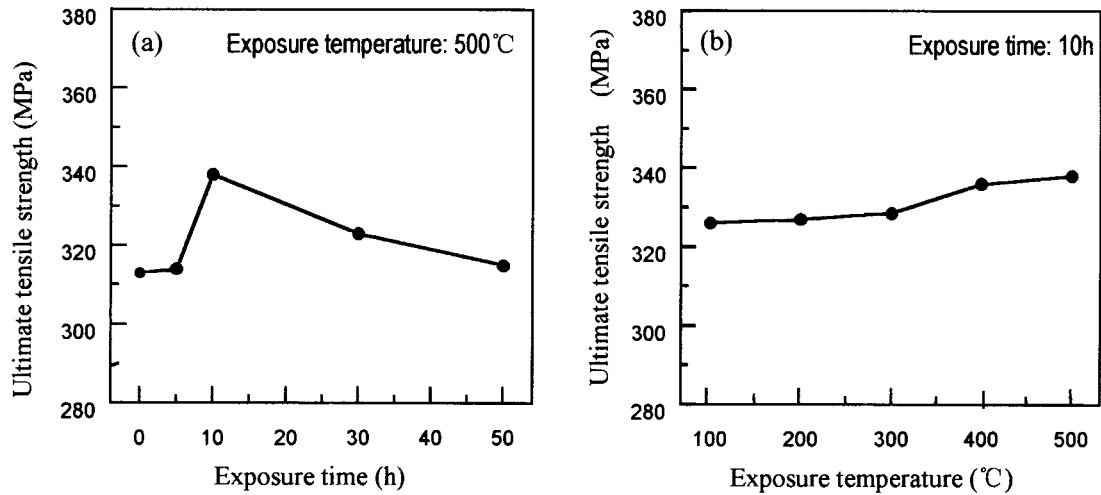 (a)
Exposure temperature: 500℃
Ultimate tensile strength (MPa)
380
360
340
320
300
280
0 10 20 30 40 50
Exposure time (h)
(b)
Exposure time: 10h
Ultimate tensile strength (MPa)
380
360
340
320
300
280
100 200 300 400 500
Exposure temperature (℃)